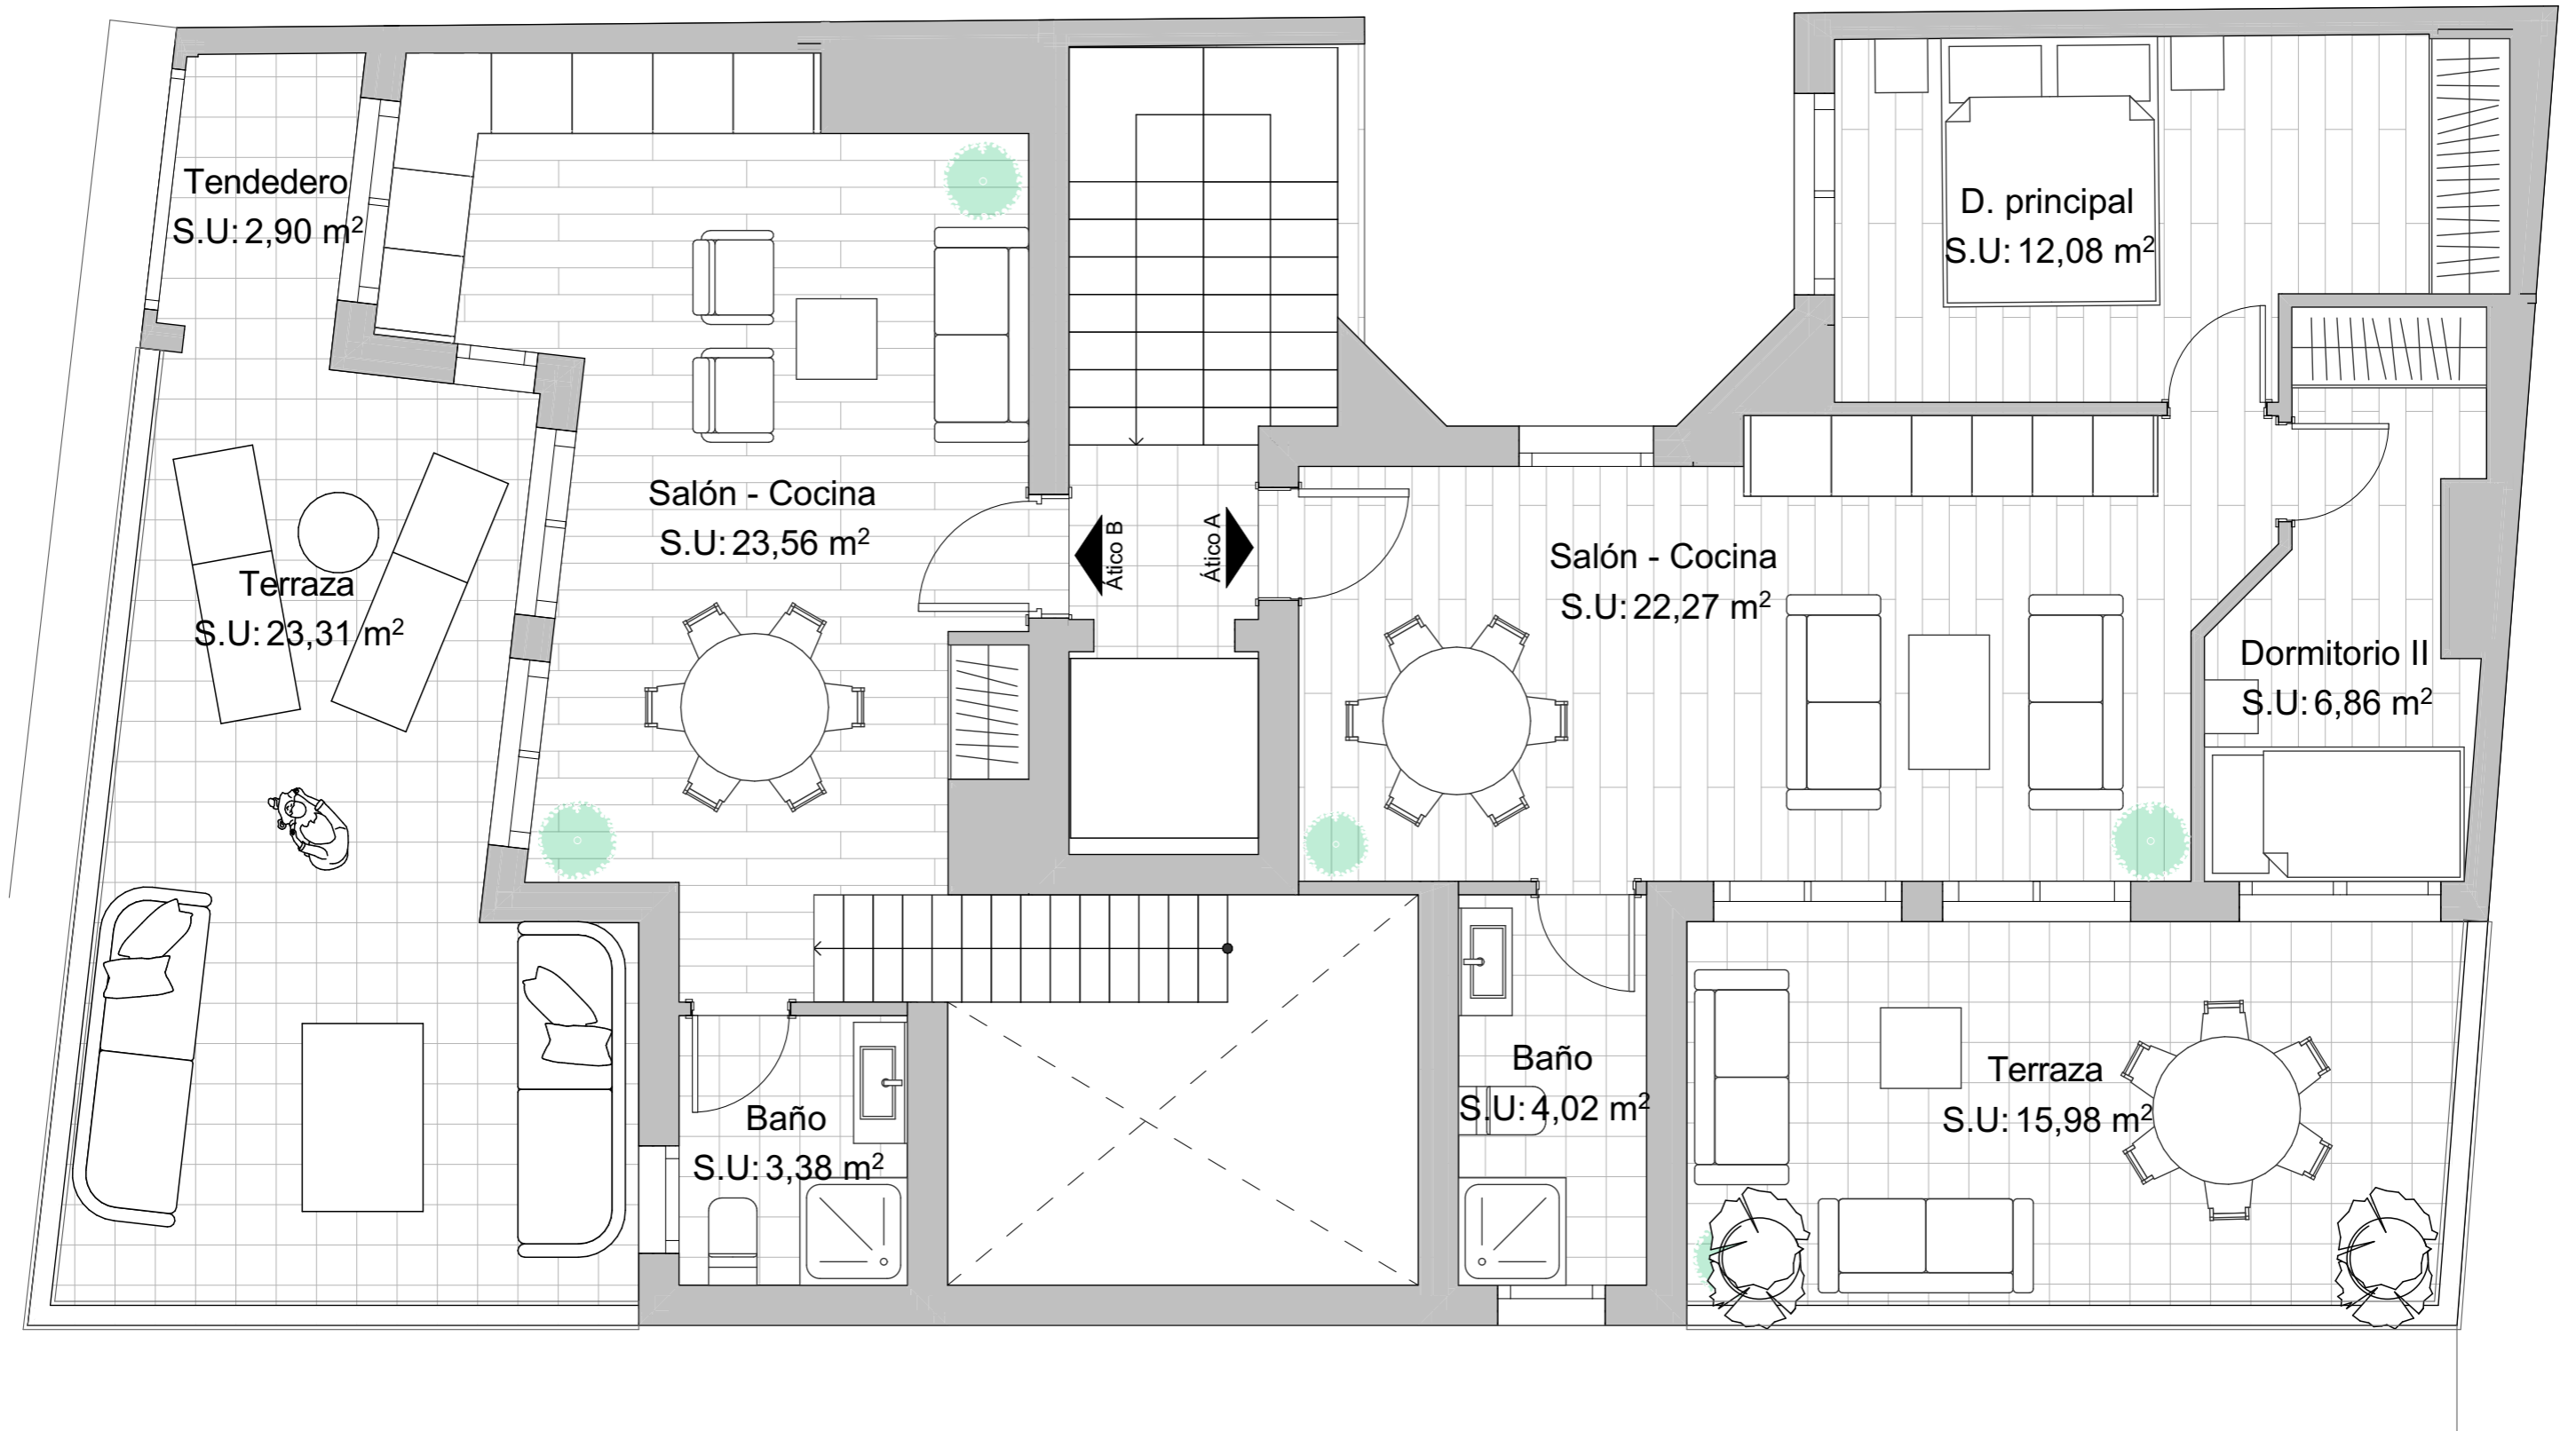 Tendedero
S.U: 2,90 m²
Terraza
S.U: 23,31 m²
Salón - Cocina
S.U: 23,56 m²
Baño
S.U: 3,38 m²
Ático B
Ático A
Salón - Cocina
S.U: 22,27 m²
D. principal
S.U: 12,08 m²
Dormitorio II
S.U: 6,86 m²
Baño
S.U: 4,02 m²
Terraza
S.U: 15,98 m²